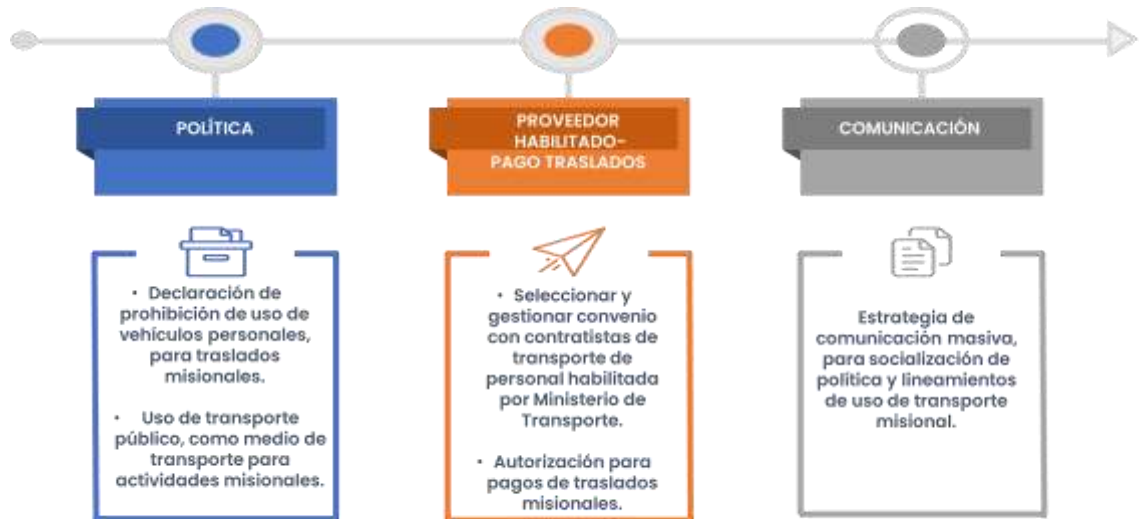 POLÍTICA
PROVEEDOR
HABILITADO-
PAGO TRASLADOS
COMUNICACIÓN
• Declaración de
prohibición de uso de
vehículos personales,
para traslados
misionales.
• Uso de transporte
público, como medio de
transporte para
actividades misionales.
• Seleccionar y
gestionar convenio
con contratistas de
transporte de
personal habilitada
por Ministerio de
Transporte.
• Autorización para
pagos de traslados
misionales.
Estrategia de
comunicación masiva,
para socialización de
política y lineamientos
de uso de transporte
misional.